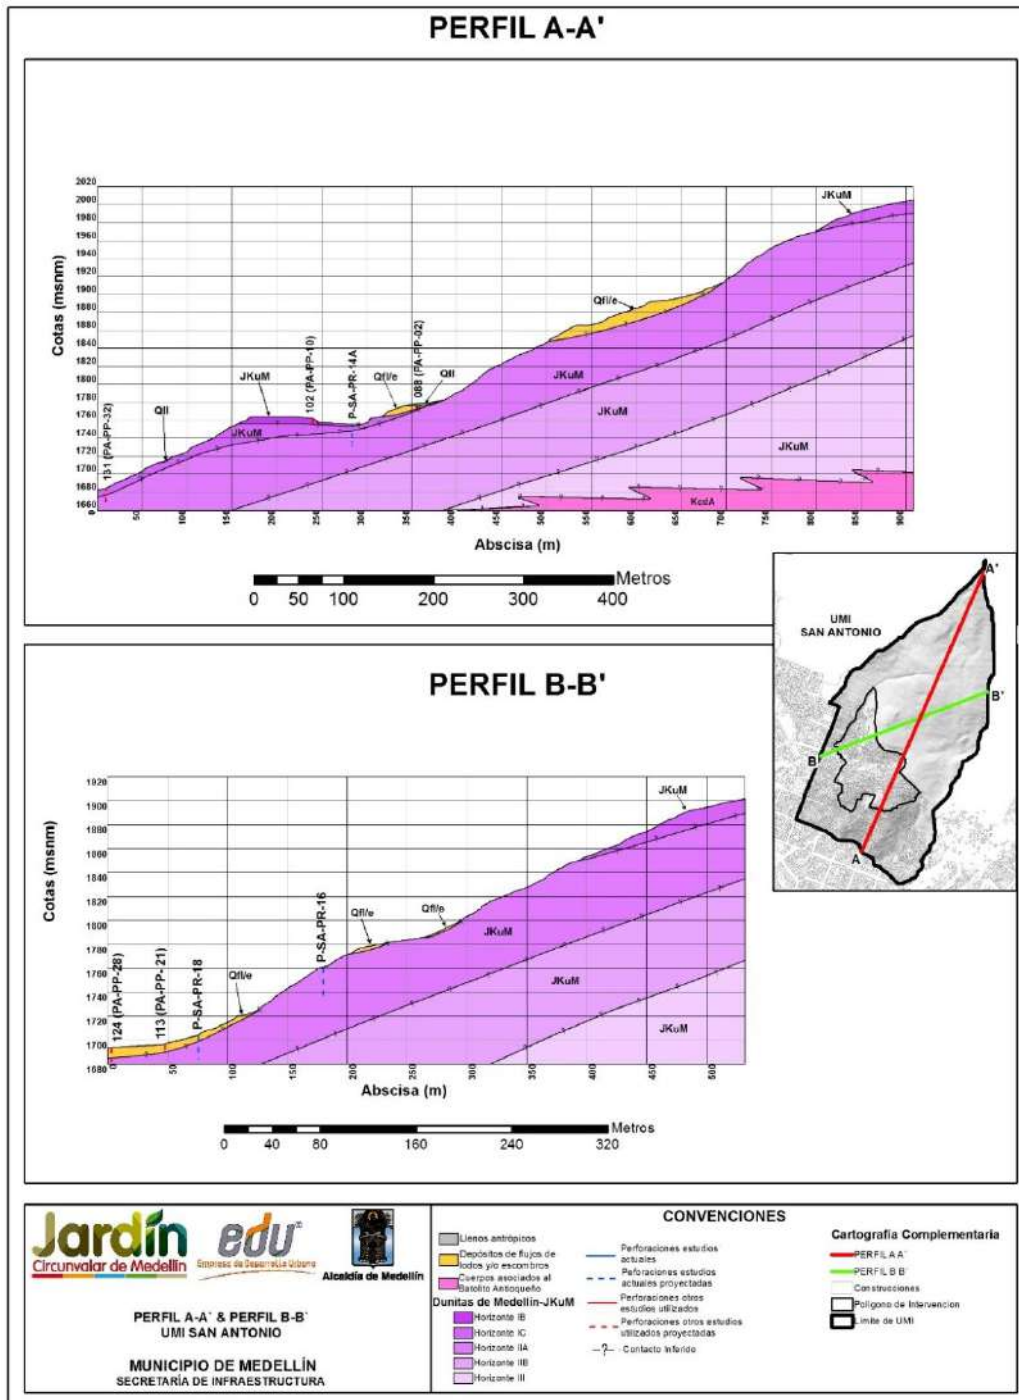 PERFIL A-A'
Cotas (msnm)
2020
2000
1980
1960
1940
1920
1900
1880
1860
1840
1820
1800
1780
1760
1740
1720
1700
1680
1660
131 (PA-PP-32)
Qll
JKuM
JKuM
102 (PA-PP-10)
P-SA-PR-14A
Qfl/e
088 (PA-PP-02)
Qll
JKuM
Qfl/e
JKuM
JKuM
JKuM
KcdA
0 50 100 150 200 250 300 350 400 450 500 550 600 650 700 750 800 850 900
Abscisa (m)
Metros
0 50 100 200 300 400
UMI
SAN ANTONIO
A'
B'
B
A
PERFIL B-B'
Cotas (msnm)
1920
1900
1880
1860
1840
1820
1800
1780
1760
1740
1720
1700
1680
124 (PA-PP-28)
113 (PA-PP-21)
P-SA-PR-18
Qfl/e
P-SA-PR-16
Qfl/e
Qfl/e
JKuM
JKuM
JKuM
JKuM
0 50 100 150 200 250 300 350 400 450 500
Abscisa (m)
Metros
0 40 80 160 240 320
Jardín
Circunvalar de Medellín
edu
Empresa de Desarrollo Urbano
Alcaldía de Medellín
PERFIL A-A` & PERFIL B-B`
UMI SAN ANTONIO
MUNICIPIO DE MEDELLÍN
SECRETARÍA DE INFRAESTRUCTURA
CONVENCIONES
Llenos antrópicos
Depósitos de flujos de
lodos y/o escombros
Cuerpos asociados al
Batolito Antioqueño
Dunitas de Medellín-JKuM
Horizonte IB
Horizonte IC
Horizonte IIA
Horizonte IIB
Horizonte III
Perforaciones estudios
actuales
Peforaciones estudios
actuales proyectadas
Perforaciones otros
estudios utilizados
Perforaciones otros estudios
utilizados proyectadas
Contacto Inferido
Cartografía Complementaria
PERFIL A A`
PERFIL B B`
Construcciones
Polígono de Intervencion
Límite de UMI